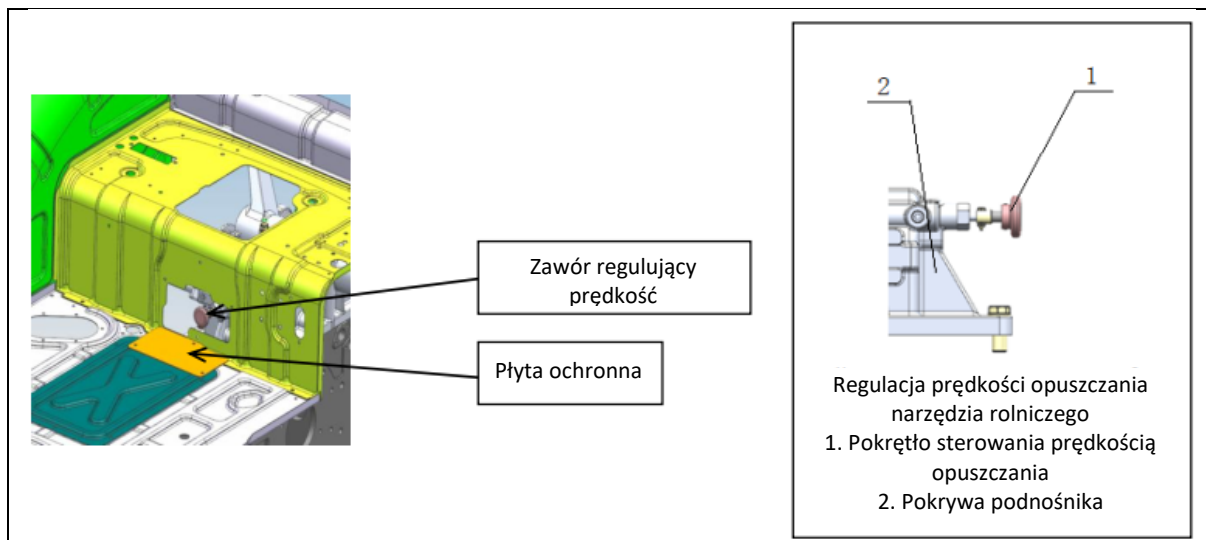 Zawór regulujący
prędkość
Płyta ochronna
2
1
Regulacja prędkości opuszczania
narzędzia rolniczego
1. Pokrętło sterowania prędkością
opuszczania
2. Pokrywa podnośnika